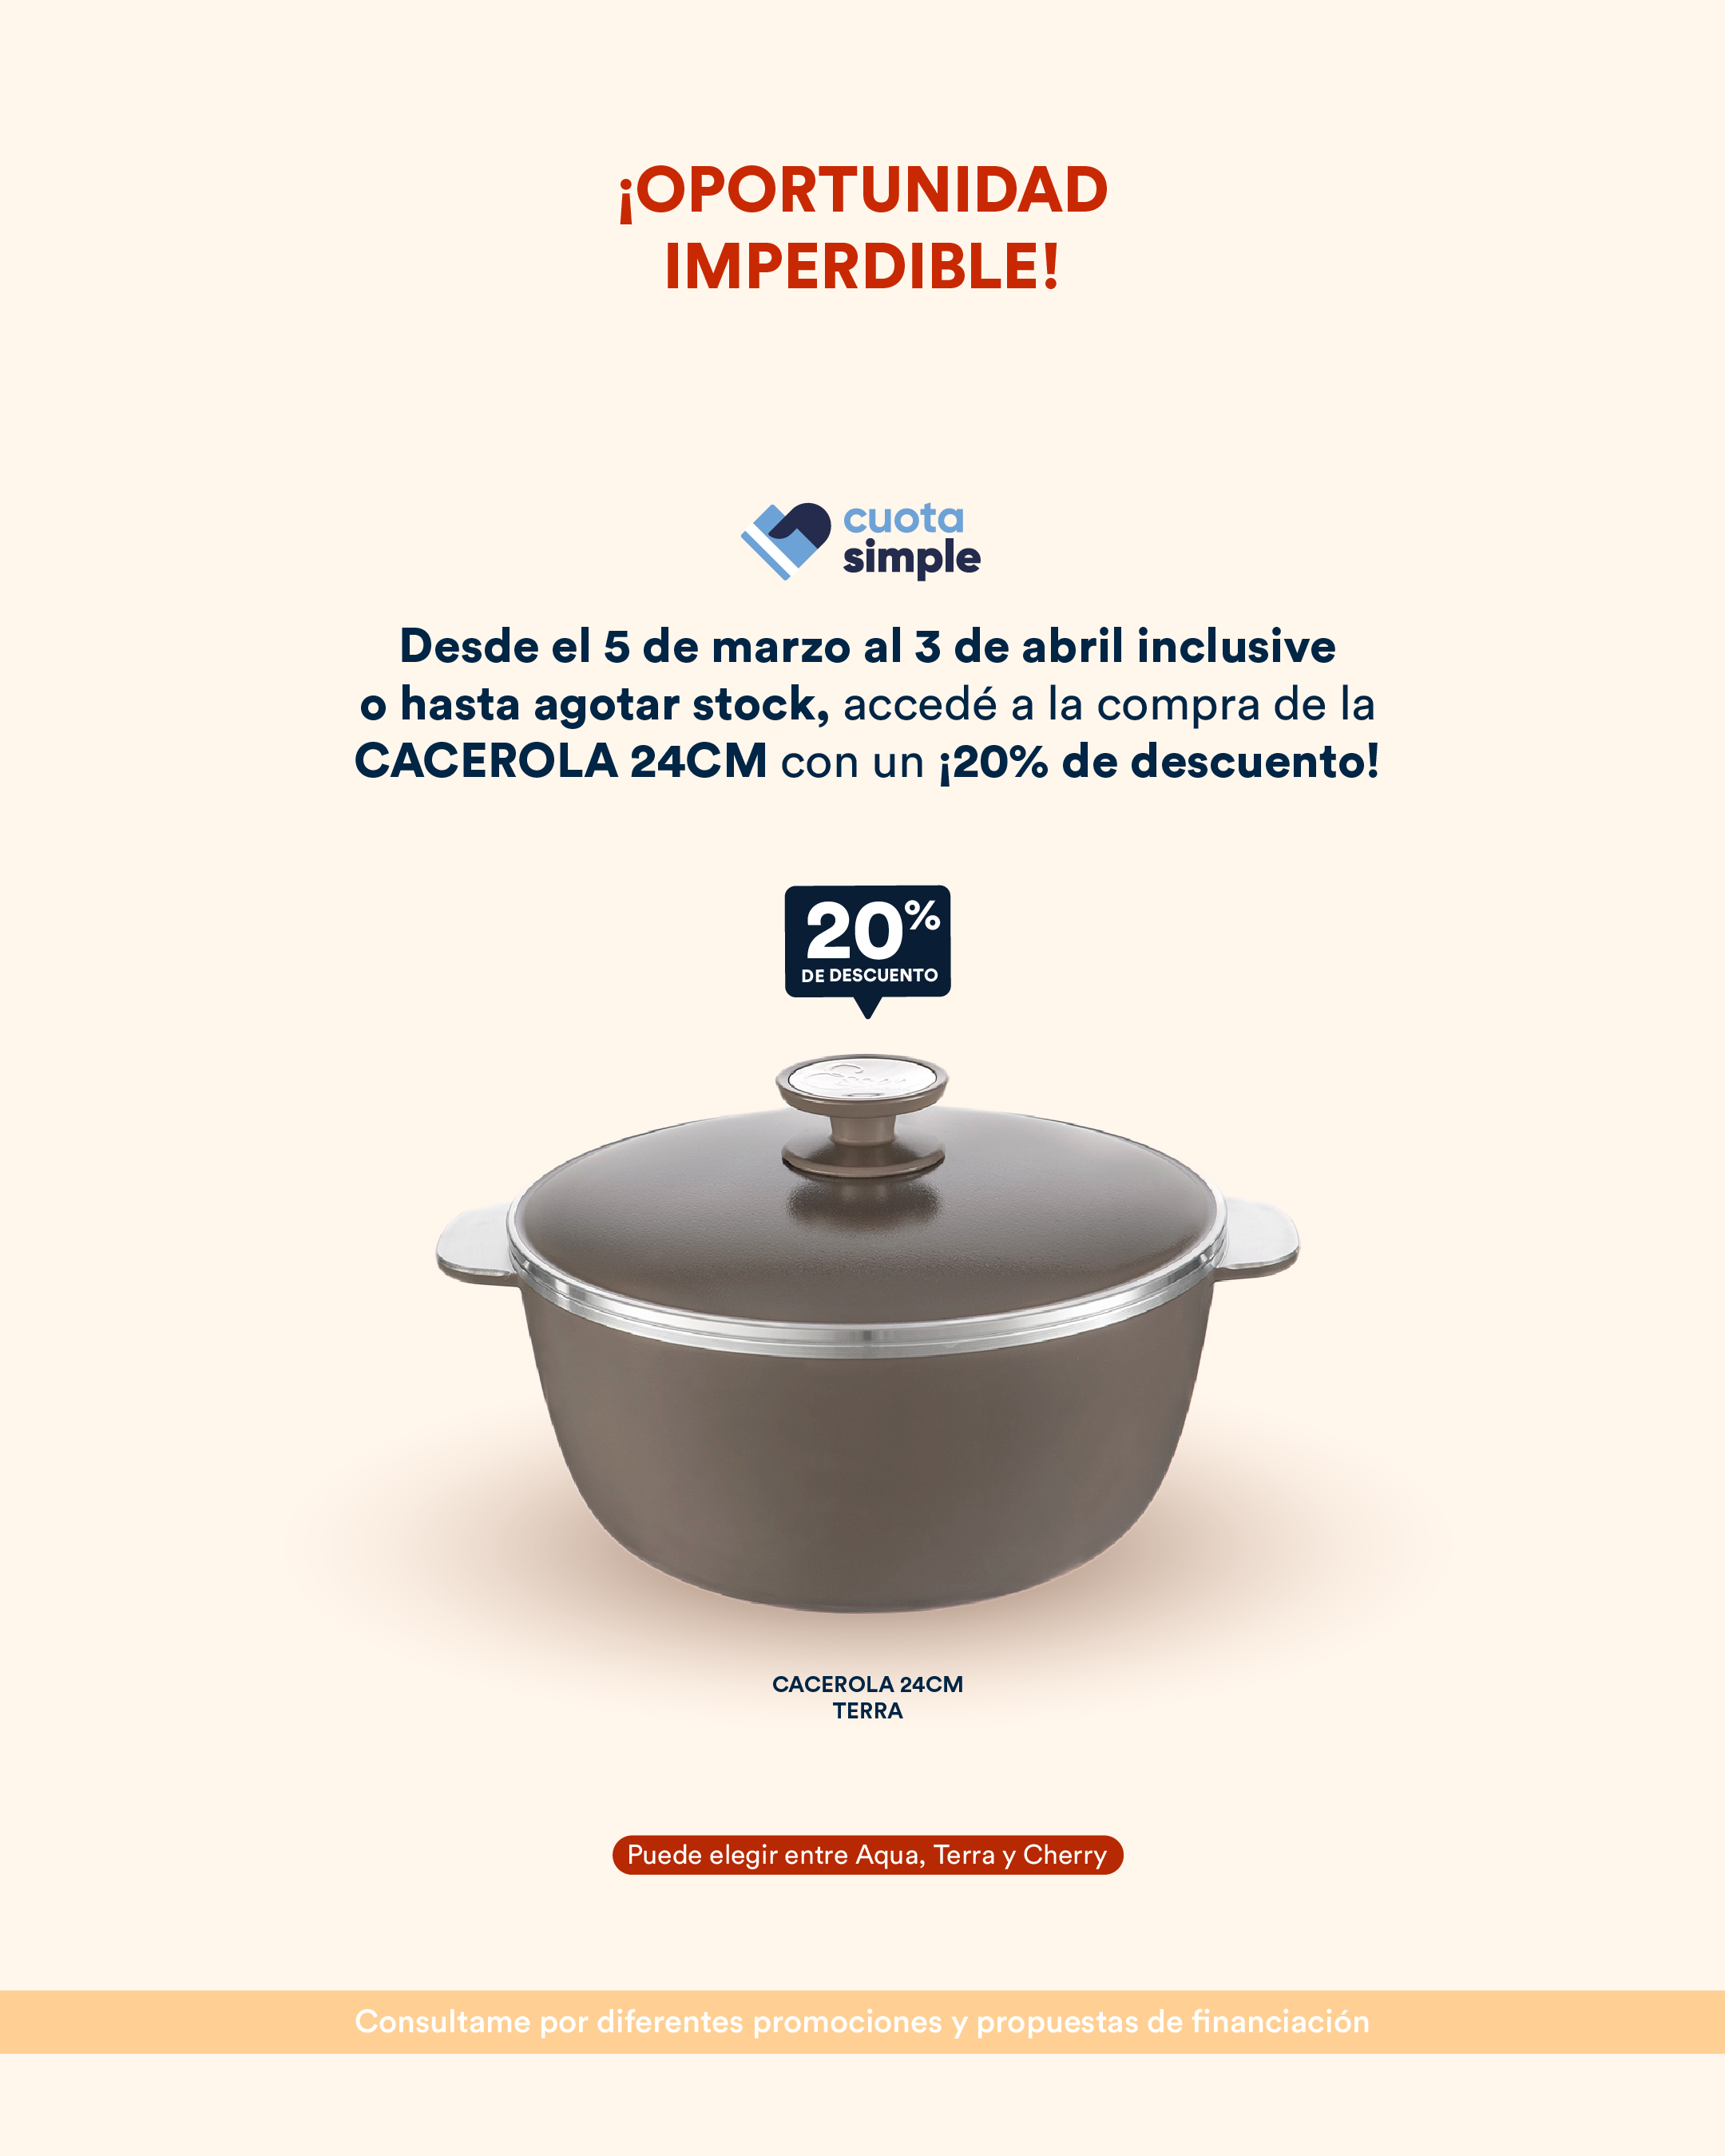 ¡OPORTUNIDAD
IMPERDIBLE!
cuota
simple
Desde el 5 de marzo al 3 de abril inclusive
o hasta agotar stock, accedé a la compra de la
CACEROLA 24CM con un ¡20% de descuento!
20%
DE DESCUENTO
CACEROLA 24CM
TERRA
Puede elegir entre Aqua, Terra y Cherry
Consultame por diferentes promociones y propuestas de financiación